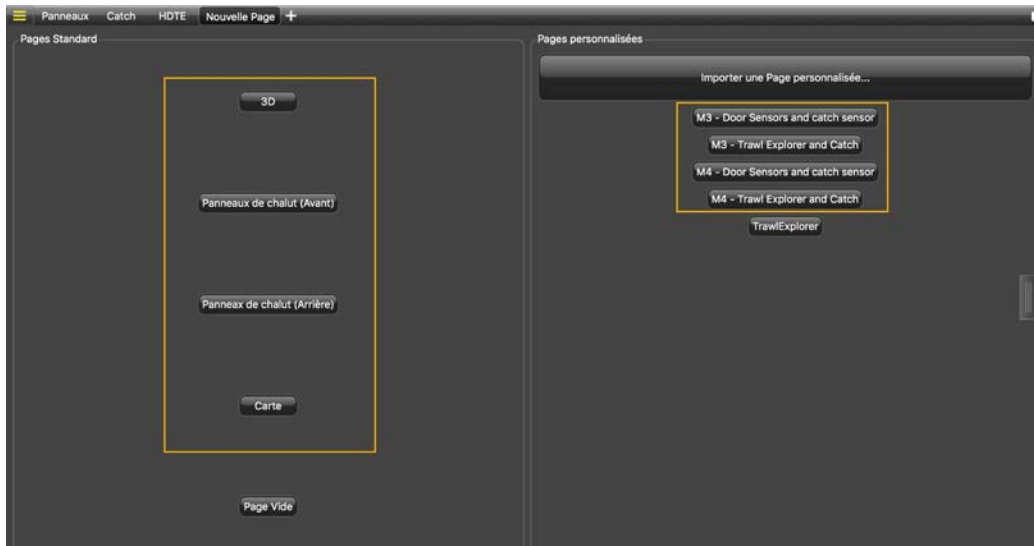 Panneaux Catch HDTE Nouvelle Page +
Pages Standard
3D
Panneaux de chalut (Avant)
Panneax de chalut (Arrière)
Carte
Page Vide
Pages personnalisées
Importer une Page personnalisée...
M3 - Door Sensors and catch sensor
M3 - Trawl Explorer and Catch
M4 - Door Sensors and catch sensor
M4 - Trawl Explorer and Catch
TrawlExplorer